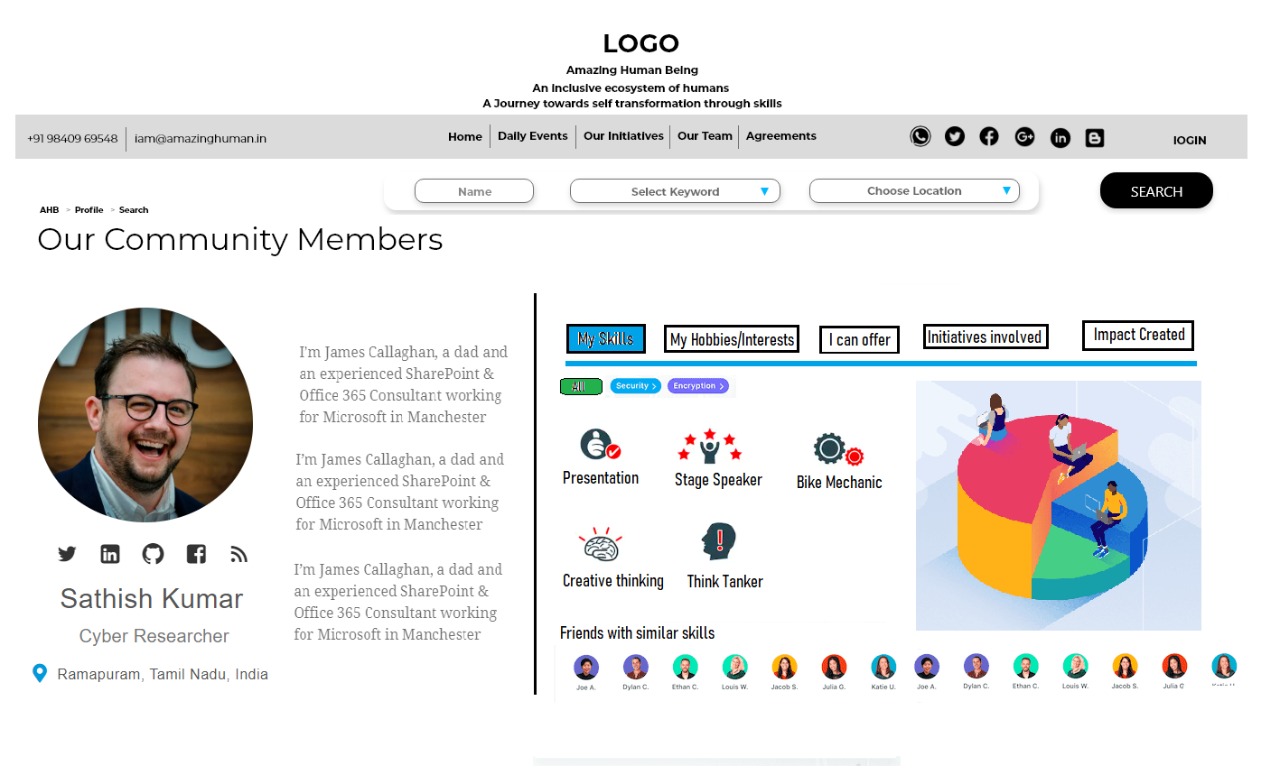 LOGO
Amazing Human Being
An Inclusive ecosystem of humans
A Journey towards self transformation through skills
+91 98409 69548
iam@amazinghuman.in
Home
Daily Events
Our Initiatives
Our Team
Agreements
lOGIN
Name
Select Keyword
Choose Location
SEARCH
AHB > Profile > Search
Our Community Members
I'm James Callaghan, a dad and
an experienced SharePoint &
Office 365 Consultant working
for Microsoft in Manchester
I'm James Callaghan, a dad and
an experienced SharePoint &
Office 365 Consultant working
for Microsoft in Manchester
I'm James Callaghan, a dad and
an experienced SharePoint &
Office 365 Consultant working
for Microsoft in Manchester
Sathish Kumar
Cyber Researcher
Ramapuram, Tamil Nadu, India
My Skills
My Hobbies/Interests
I can offer
Initiatives involved
Impact Created
All
Security >
Encryption >
Presentation
Stage Speaker
Bike Mechanic
Creative thinking
Think Tanker
Friends with similar skills
Joe A.
Dylan C.
Ethan C.
Louis W.
Jacob S.
Julia G.
Katie U.
Joe A.
Dylan C.
Ethan C.
Louis W.
Jacob S.
Julia G